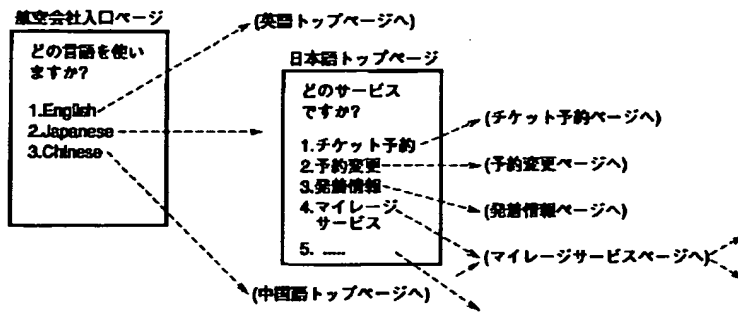 航空会社入口ページ
どの言語を使い
ますか?
1.English
2.Japanese
3.Chinese
(英語トップページへ)
日本語トップページ
どのサービス
ですか?
1.チケット予約
2.予約変更
3.発着情報
4.マイレージ
サービス
5. .....
(チケット予約ページへ)
(予約変更ページへ)
(発着情報ページへ)
(マイレージサービスページへ)
(中国語トップページへ)